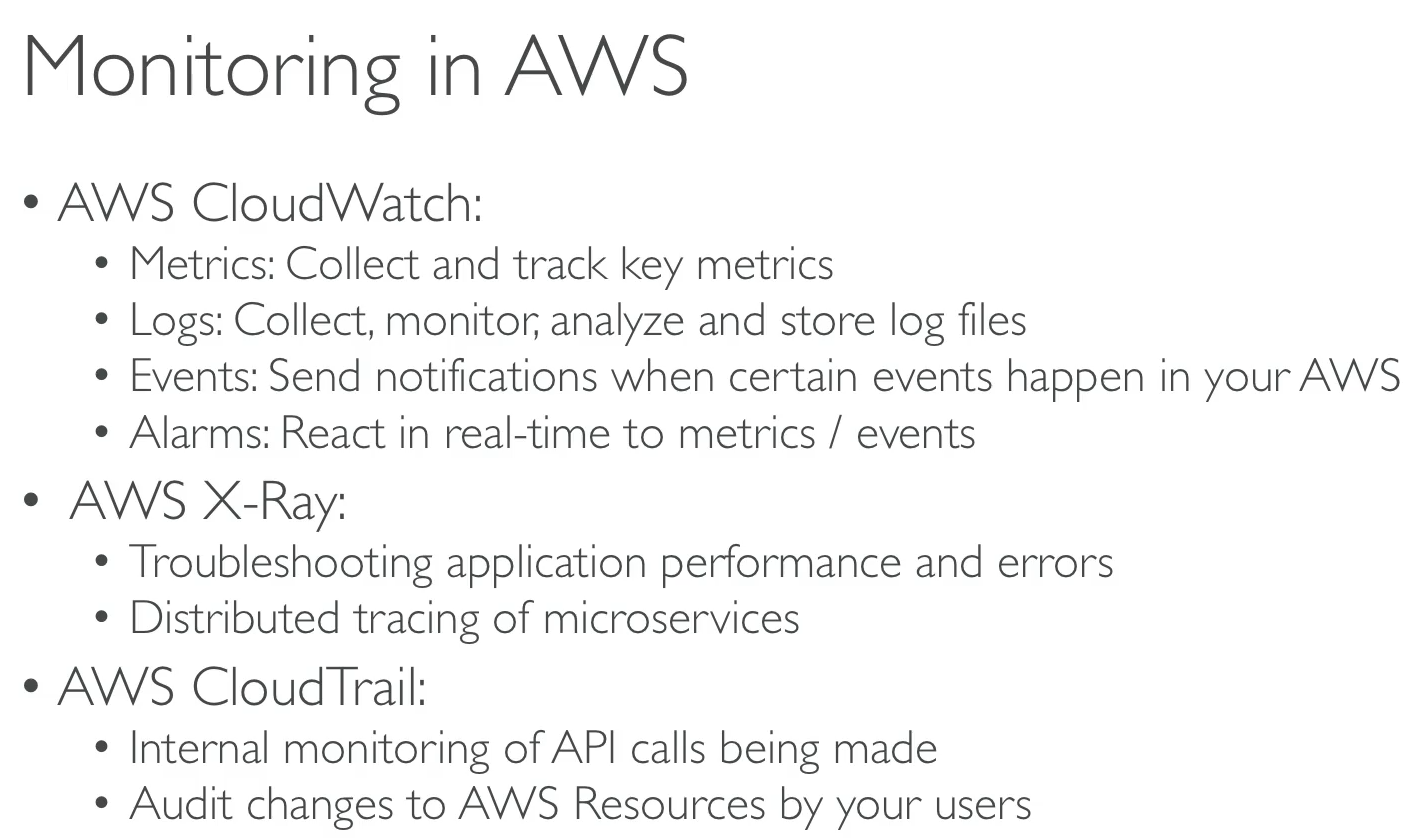 Monitoring in AWS
• AWS CloudWatch:
• Metrics: Collect and track key metrics
• Logs: Collect, monitor, analyze and store log files
• Events: Send notifications when certain events happen in your AWS
• Alarms: React in real-time to metrics / events
• AWS X-Ray:
• Troubleshooting application performance and errors
• Distributed tracing of microservices
• AWS CloudTrail:
• Internal monitoring of API calls being made
• Audit changes to AWS Resources by your users